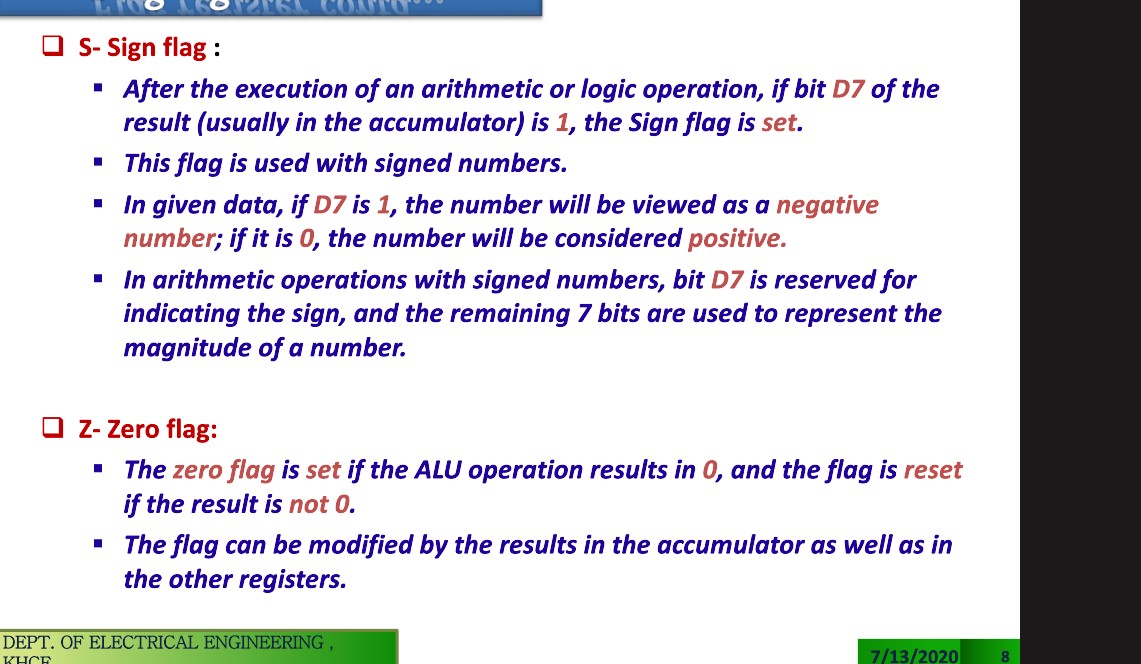 Flag register contd...
S- Sign flag :
After the execution of an arithmetic or logic operation, if bit D7 of the
result (usually in the accumulator) is 1, the Sign flag is set.
This flag is used with signed numbers.
In given data, if D7 is 1, the number will be viewed as a negative
number; if it is 0, the number will be considered positive.
In arithmetic operations with signed numbers, bit D7 is reserved for
indicating the sign, and the remaining 7 bits are used to represent the
magnitude of a number.
Z- Zero flag:
The zero flag is set if the ALU operation results in 0, and the flag is reset
if the result is not 0.
The flag can be modified by the results in the accumulator as well as in
the other registers.
DEPT. OF ELECTRICAL ENGINEERING ,
KHCE
7/13/2020 8